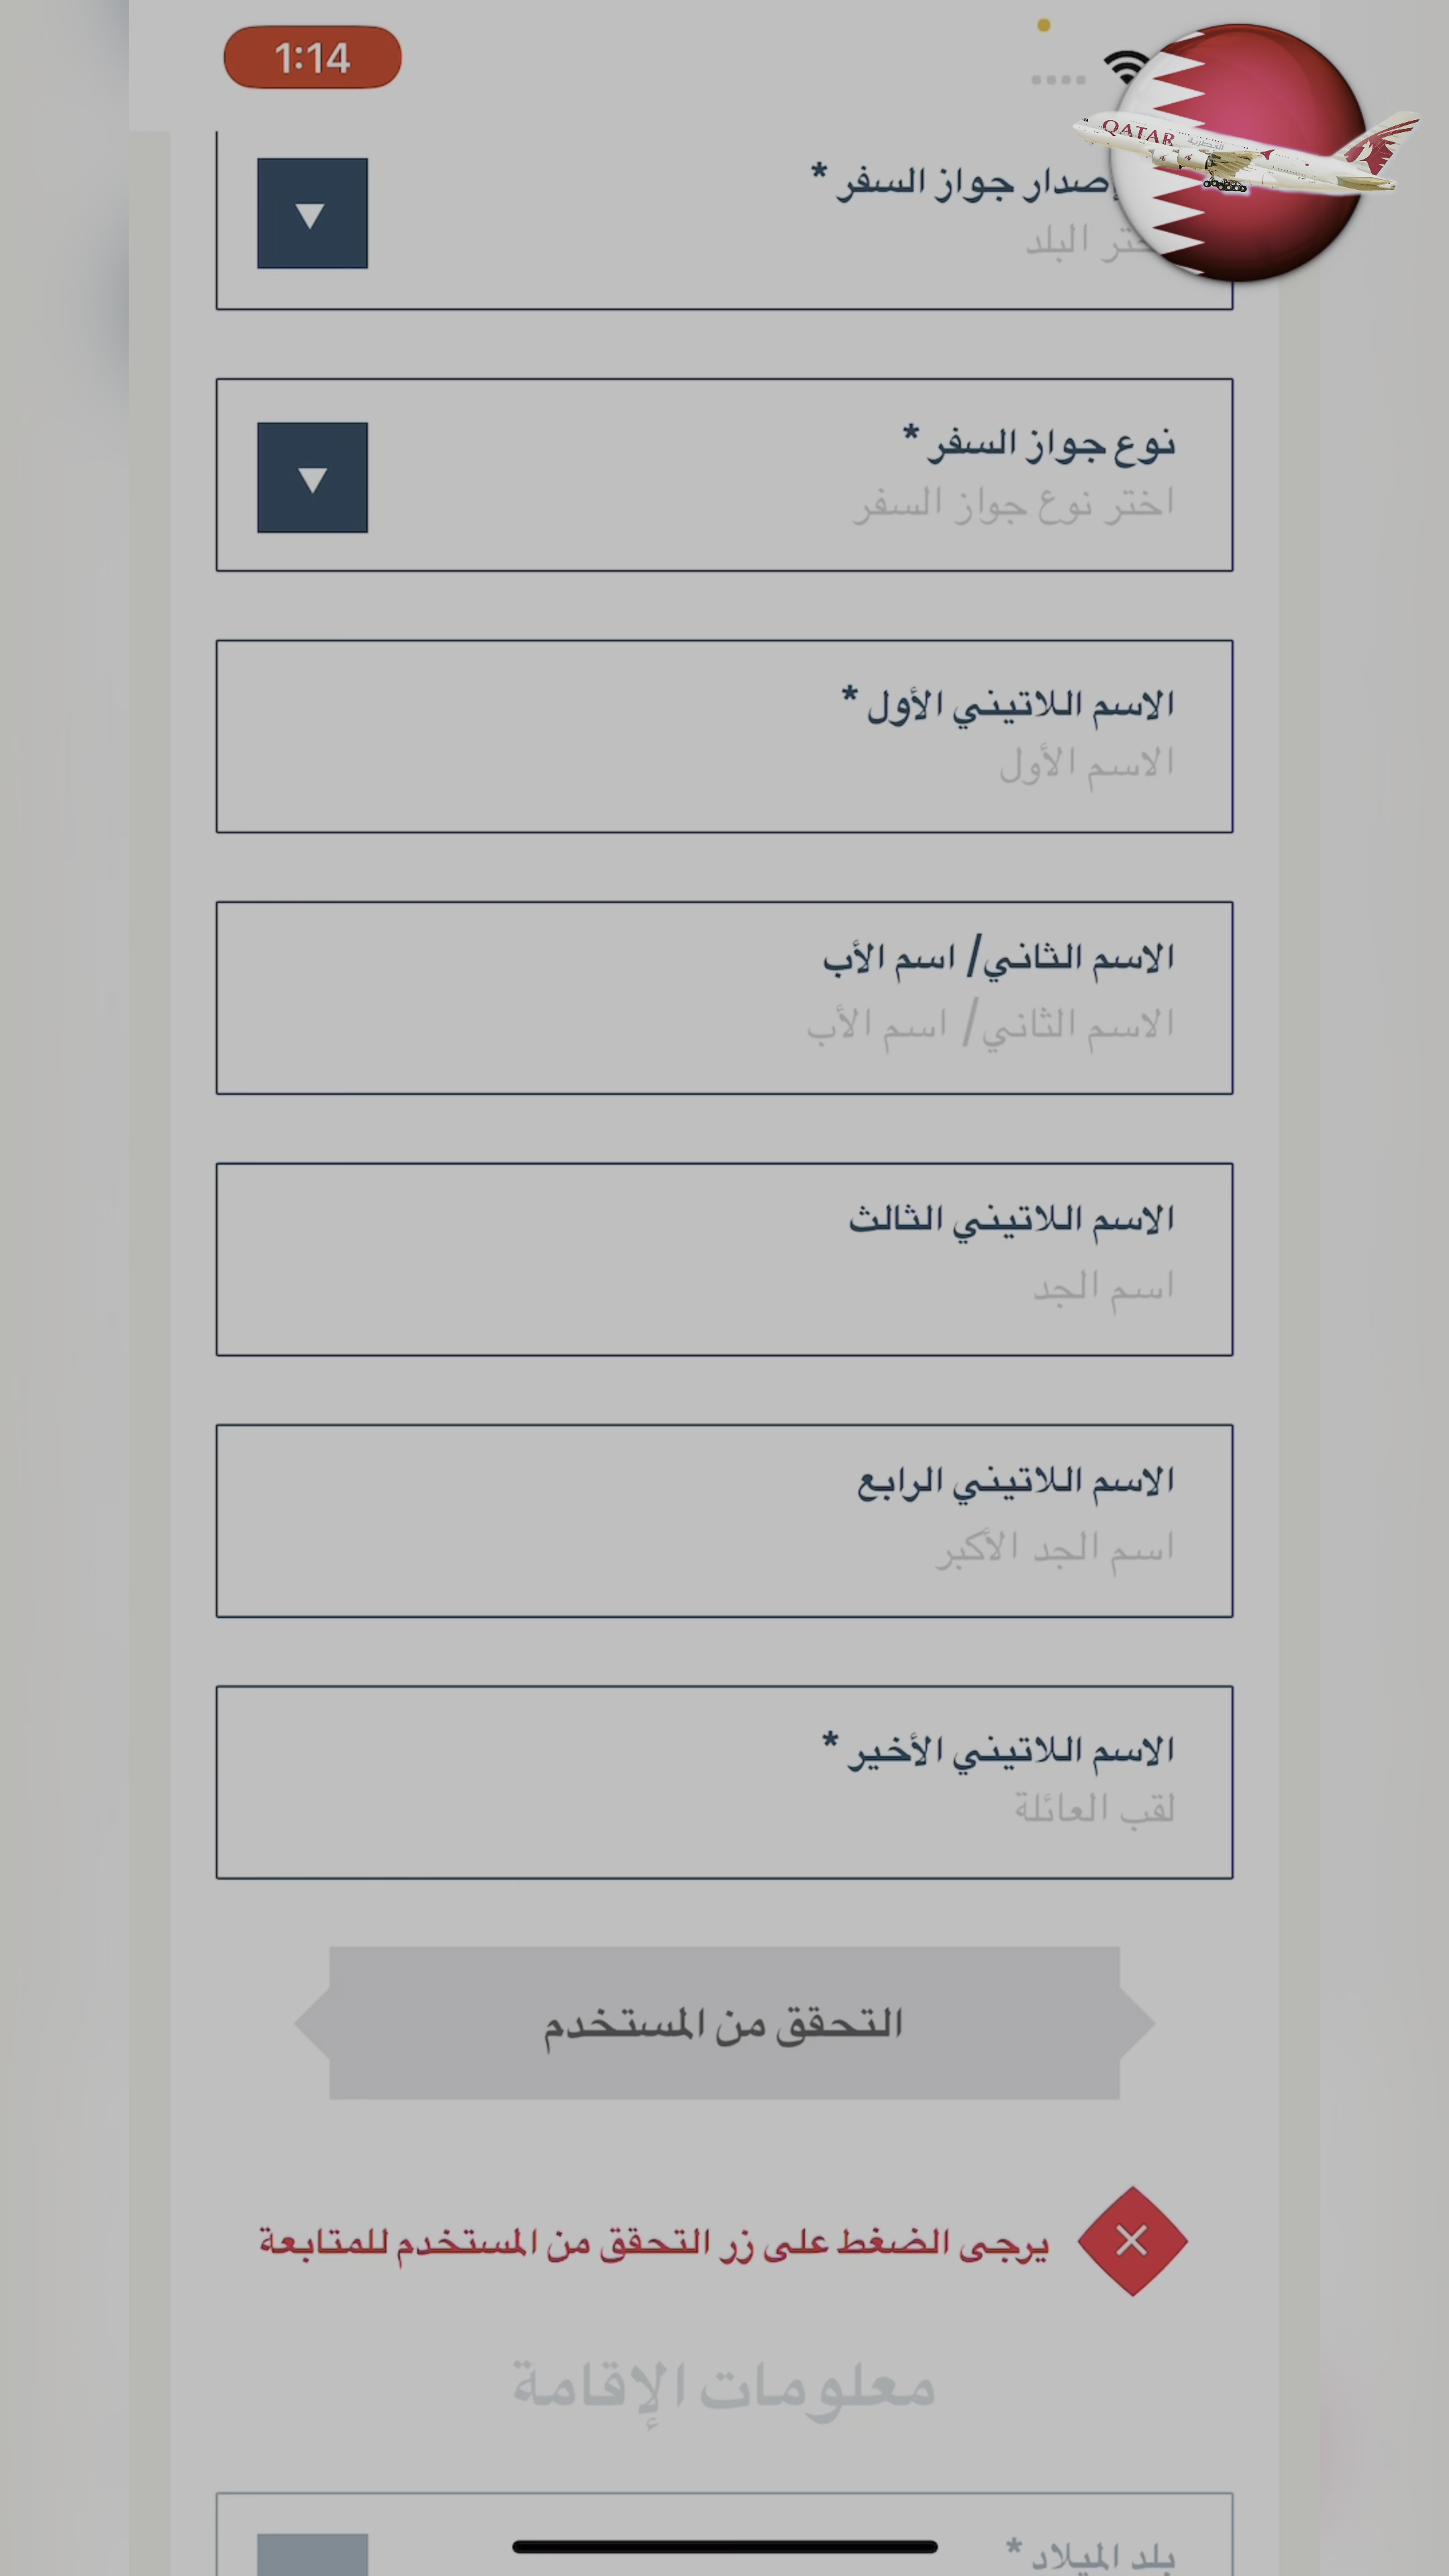 1:14
QATAR القطرية
إصدار جواز السفر *
البلد
نوع جواز السفر *
اختر نوع جواز السفر
الاسم اللاتيني الأول *
الاسم الأول
الاسم الثاني/ اسم الأب
الاسم الثاني/ اسم الأب
الاسم اللاتيني الثالث
اسم الجد
الاسم اللاتيني الرابع
اسم الجد الأكبر
الاسم اللاتيني الأخير *
لقب العائلة
التحقق من المستخدم
يرجى الضغط على زر التحقق من المستخدم للمتابعة
معلومات الإقامة
بلد الميلاد *